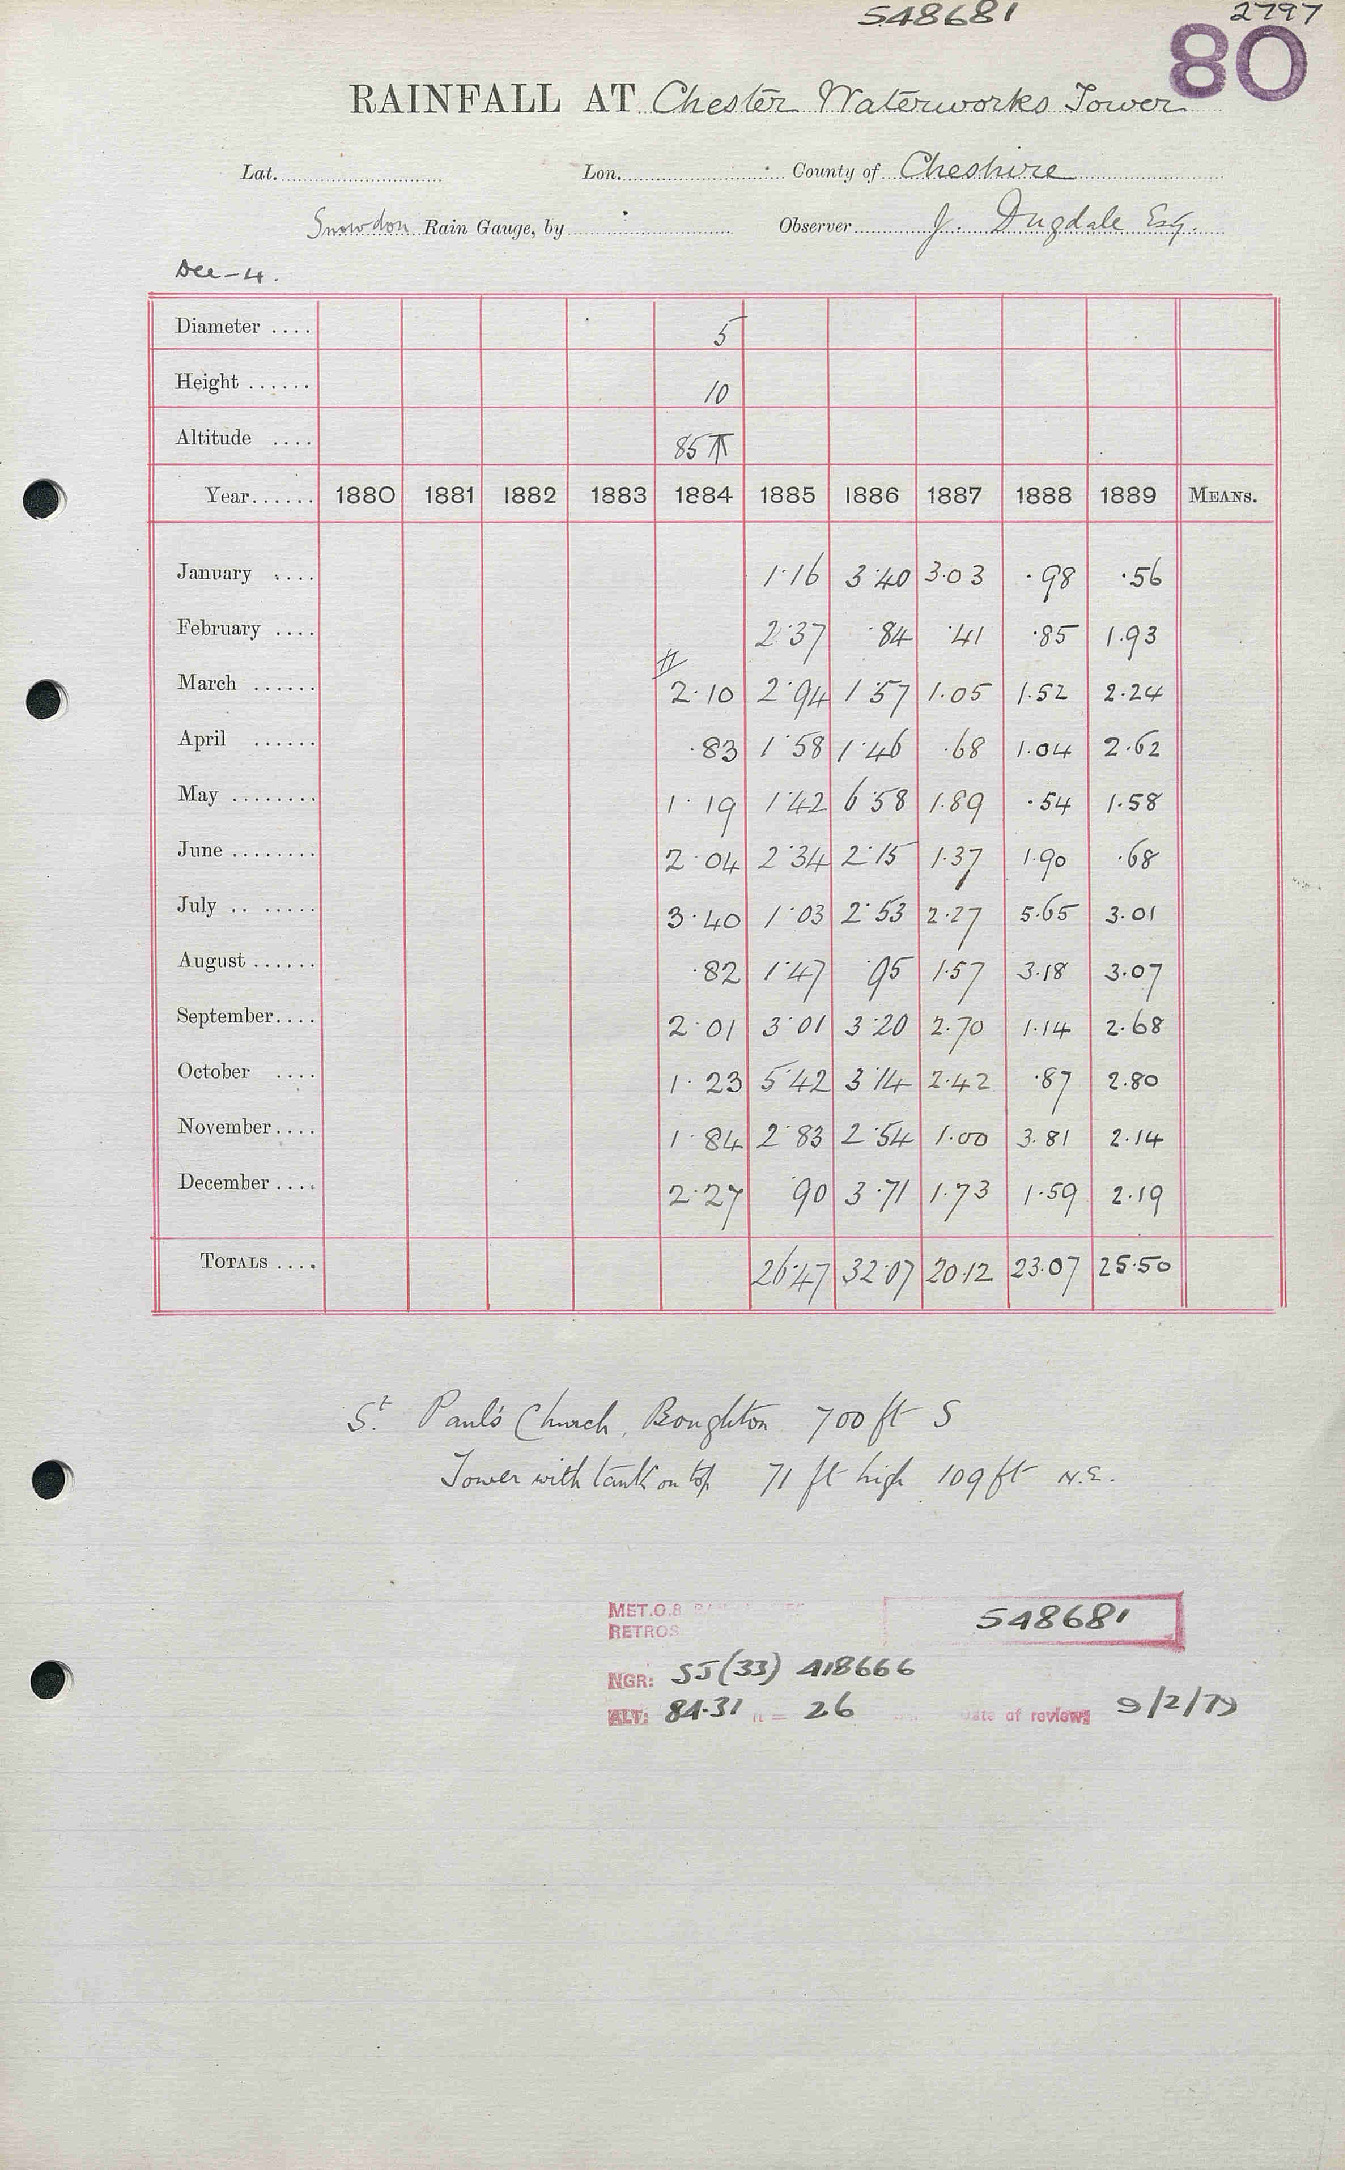 548681 2797
80
RAINFALL AT Chester Waterworks Tower
Lat. Lon. County of Cheshire
Snowdon Rain Gauge, by Observer J. Dugdale Esq.
Dee-4.
Diameter .... 5
Height ...... 10
Altitude .... 85
Year...... 1880 1881 1882 1883 1884 1885 1886 1887 1888 1889 MEANS.
January .... 1.16 3.40 3.03 .98 .56
February .... 2.37 .84 .41 .85 1.93
March ...... 2.10 2.94 1.57 1.05 1.52 2.24
April ...... .83 1.58 1.46 .68 1.04 2.62
May ........ 1.19 1.42 6.58 1.89 .54 1.58
June ........ 2.04 2.34 2.15 1.37 1.90 .68
July .. ..... 3.40 1.03 2.53 2.27 5.65 3.01
August ...... .82 1.47 .95 1.57 3.18 3.07
September.... 2.01 3.01 3.20 2.70 1.14 2.68
October .... 1.23 5.42 3.14 2.42 .87 2.80
November.... 1.84 2.83 2.54 1.00 3.81 2.14
December .... 2.27 .90 3.71 1.73 1.59 2.19
TOTALS .... 26.47 32.07 20.12 23.07 25.50
St. Paul's Church, Boughton 700 ft S
Tower with tank on top 71 ft high 109 ft N.E.
MET.O.8 548681
RETROS
NGR: SJ(33) 418666
ALT: 84.31 ft = 26 Date of review: 9/2/79